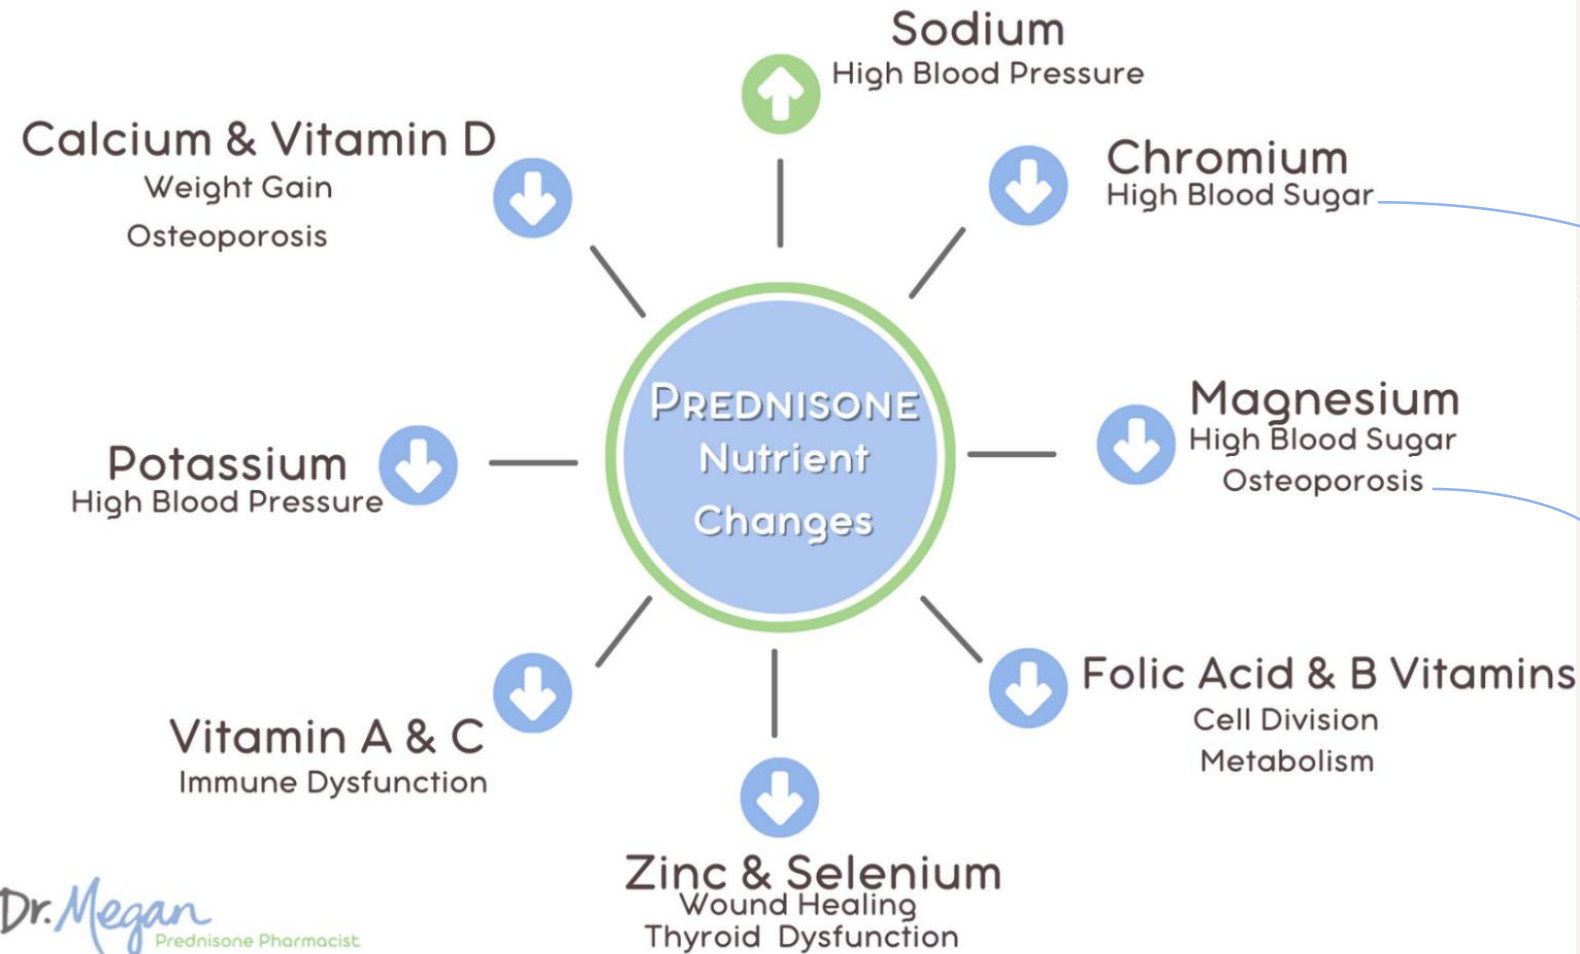 Sodium
High Blood Pressure
Calcium & Vitamin D
Weight Gain
Osteoporosis
Chromium
High Blood Sugar
PREDNISONE
Nutrient
Changes
Magnesium
High Blood Sugar
Osteoporosis
Potassium
High Blood Pressure
Folic Acid & B Vitamins
Cell Division
Metabolism
Vitamin A & C
Immune Dysfunction
Zinc & Selenium
Wound Healing
Thyroid Dysfunction
Dr. Megan
Prednisone Pharmacist